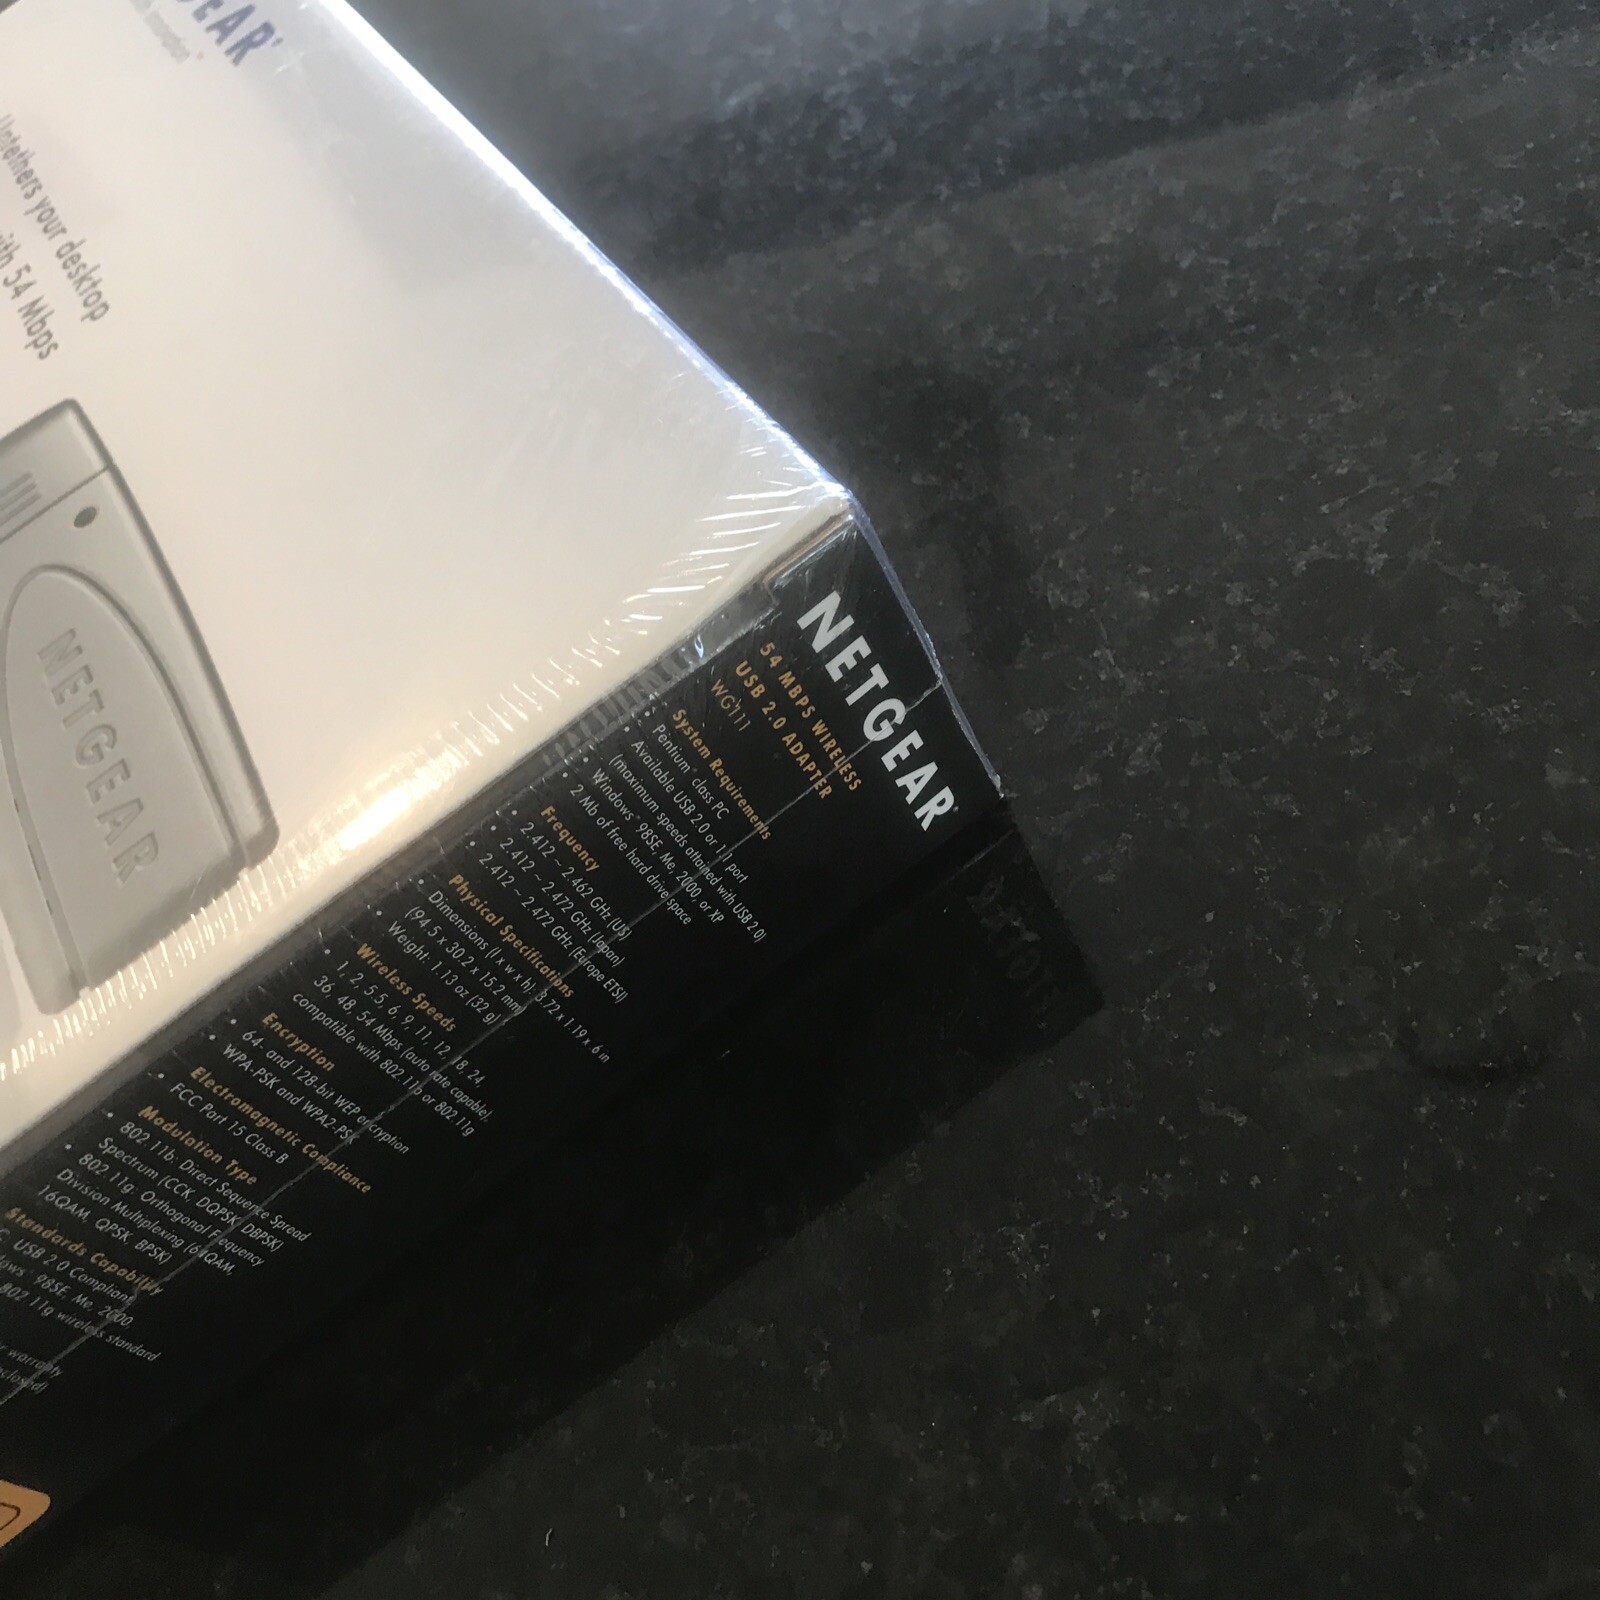 GEAR
Untethers your desktop
with 54 Mbps
NETGEAR
NETGEAR
54 MBPS WIRELESS
USB 2.0 ADAPTER
WG111
System Requirements
• Pentium® class PC
• Available USB 2.0 or 1.1 port
(maximum speeds attained with USB 2.0)
• Windows® 98SE, Me, 2000, or XP
• 2 Mb of free hard drive space
Frequency
• 2.412 ~ 2.462 GHz (US)
• 2.412 ~ 2.472 GHz (Japan)
• 2.412 ~ 2.472 GHz (Europe ETSI)
Physical Specifications
• Dimensions (l x w x h): 3.72 x 1.19 x .6 in
(94.5 x 30.2 x 15.2 mm)
• Weight: 1.13 oz (32 g)
Wireless Speeds
• 1, 2, 5.5, 6, 9, 11, 12, 18, 24,
36, 48, 54 Mbps (auto rate capable),
compatible with 802.11b or 802.11g
Encryption
• 64- and 128-bit WEP encryption
• WPA-PSK and WPA2-PSK
Electromagnetic Compliance
• FCC Part 15 Class B
Modulation Type
• 802.11b: Direct Sequence Spread
Spectrum (CCK, DQPSK, DBPSK)
• 802.11g: Orthogonal Frequency
Division Multiplexing (64QAM,
16QAM, QPSK, BPSK)
Standards Capability
USB 2.0 Compliant
98SE, Me, 2000,
802.11g wireless standard
warranty